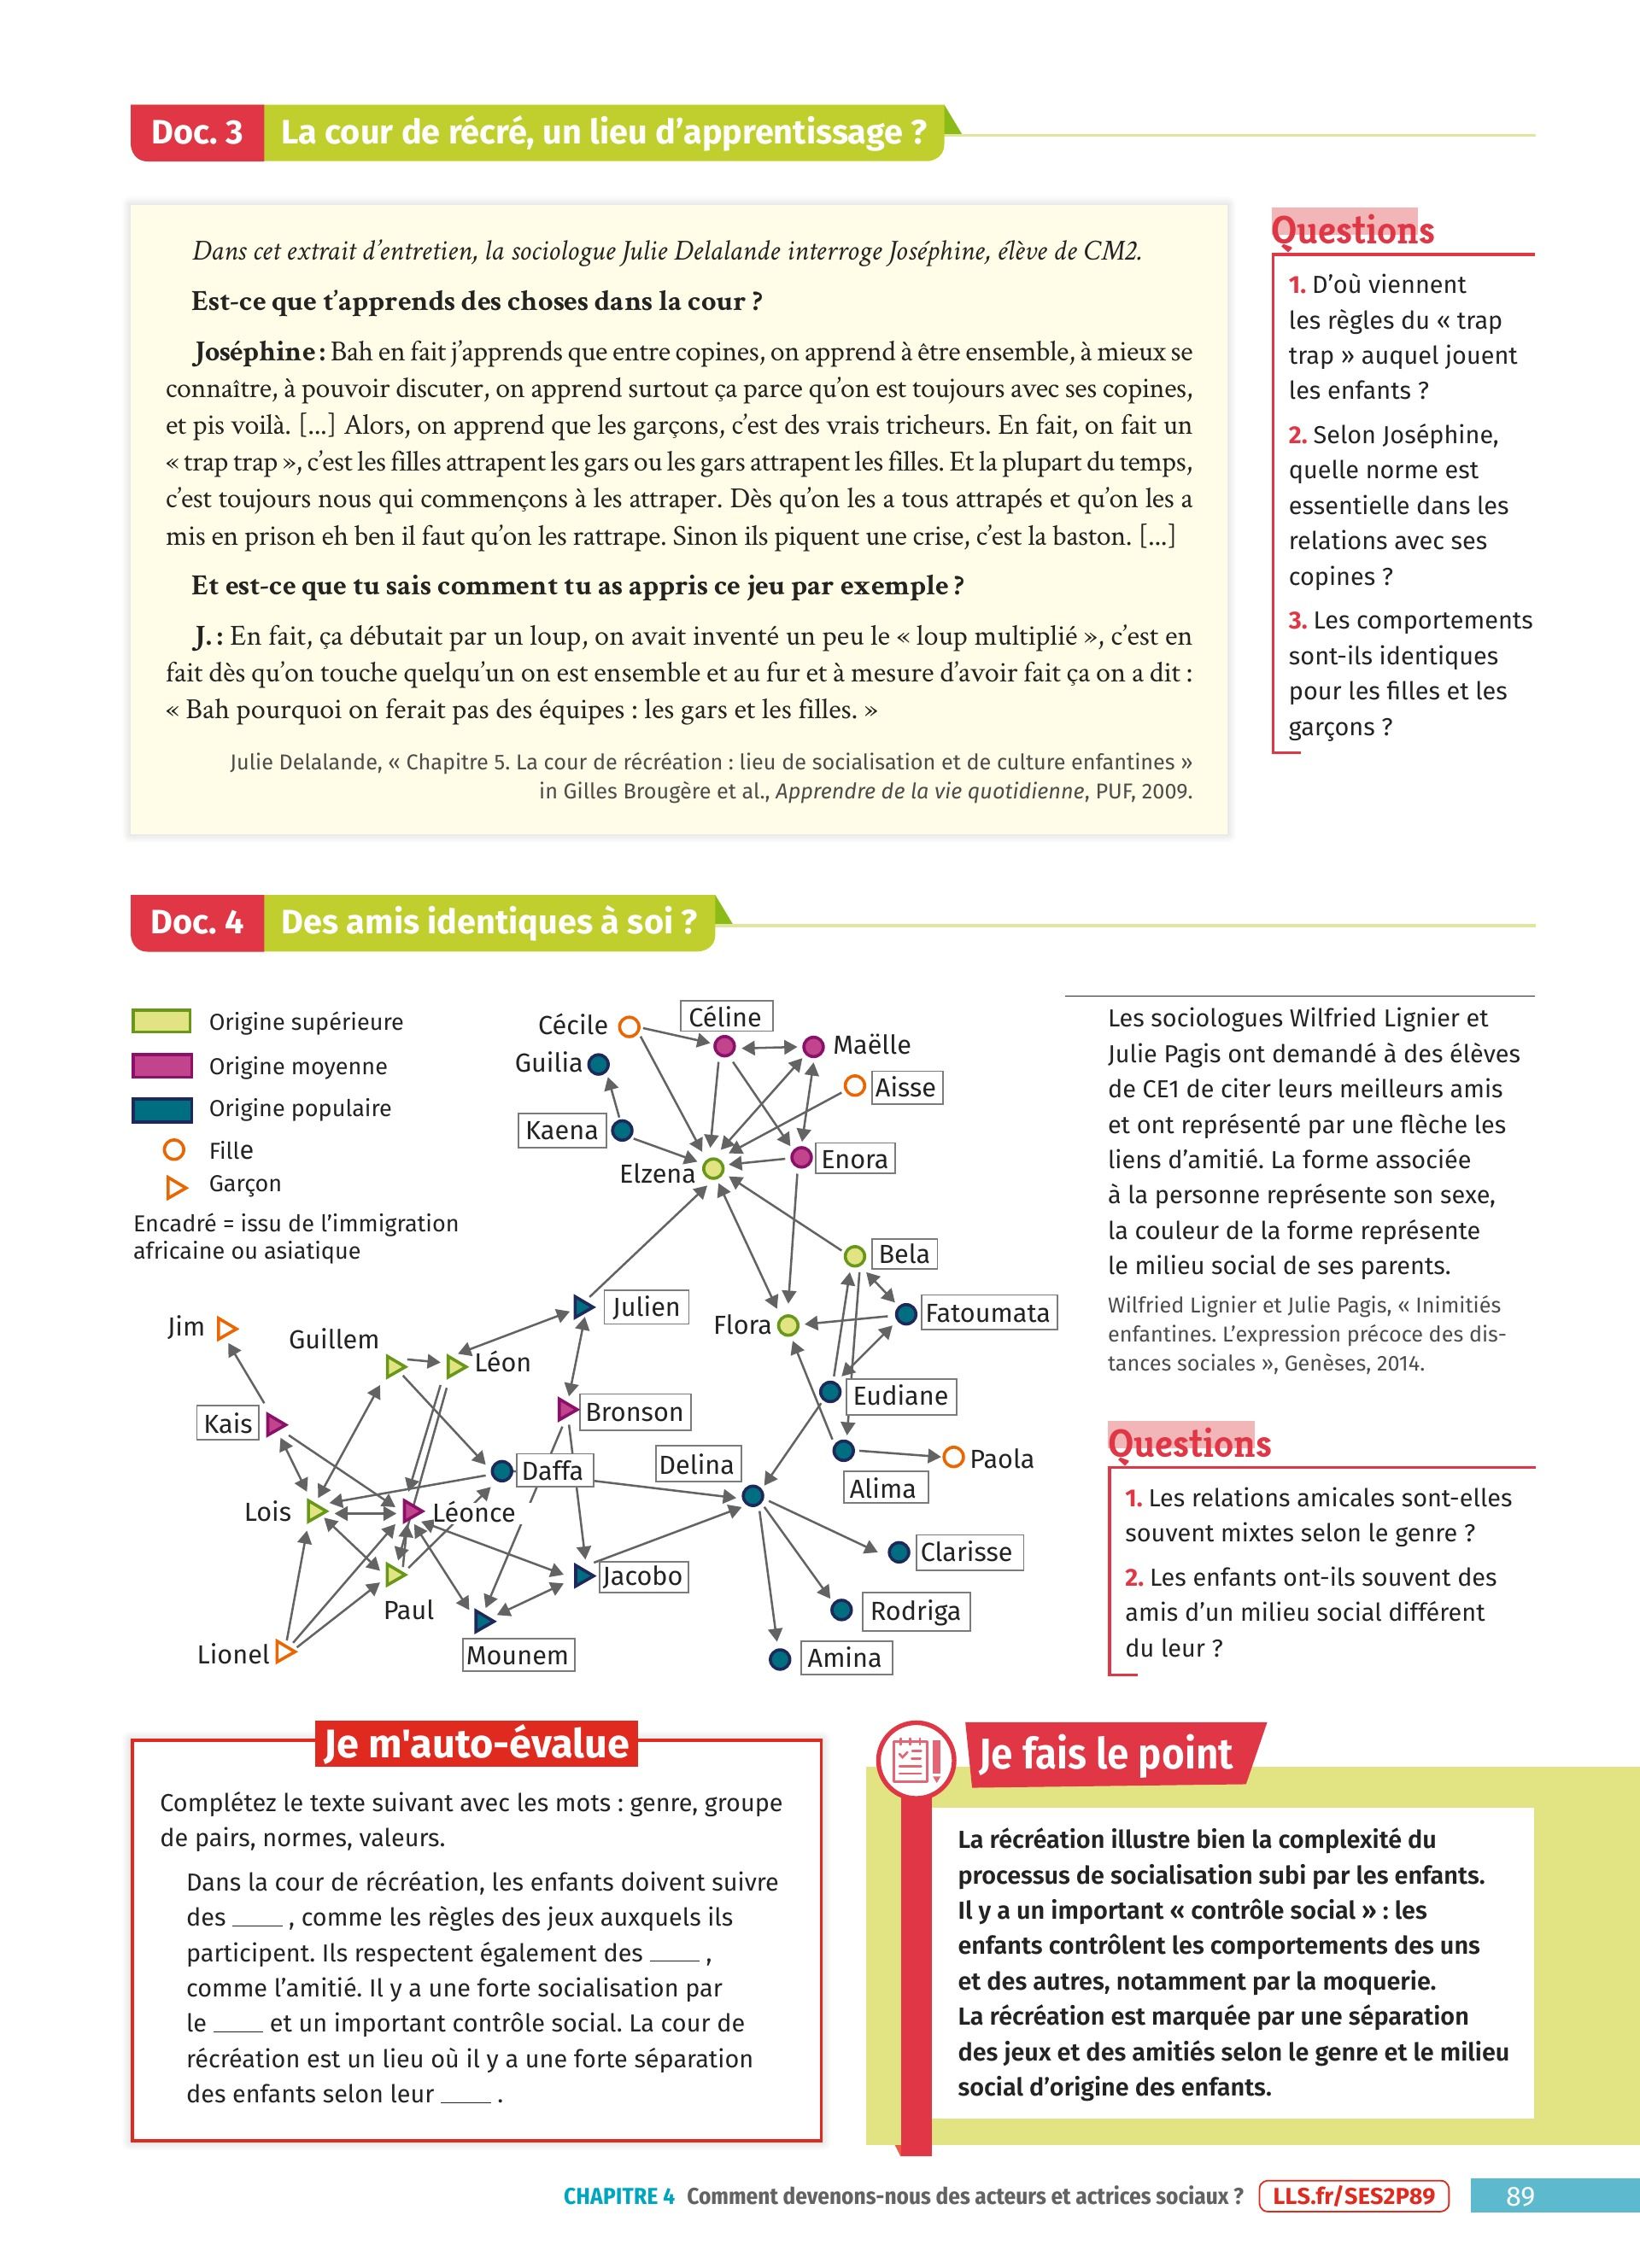 Doc. 3 La cour de récré, un lieu d’apprentissage ?
Dans cet extrait d’entretien, la sociologue Julie Delalande interroge Joséphine, élève de CM2.
Est-ce que t’apprends des choses dans la cour ?
Joséphine : Bah en fait j’apprends que entre copines, on apprend à être ensemble, à mieux se
connaître, à pouvoir discuter, on apprend surtout ça parce qu’on est toujours avec ses copines,
et pis voilà. [...] Alors, on apprend que les garçons, c’est des vrais tricheurs. En fait, on fait un
« trap trap », c’est les filles attrapent les gars ou les gars attrapent les filles. Et la plupart du temps,
c’est toujours nous qui commençons à les attraper. Dès qu’on les a tous attrapés et qu’on les a
mis en prison eh ben il faut qu’on les rattrape. Sinon ils piquent une crise, c’est la baston. [...]
Et est-ce que tu sais comment tu as appris ce jeu par exemple ?
J. : En fait, ça débutait par un loup, on avait inventé un peu le « loup multiplié », c’est en
fait dès qu’on touche quelqu’un on est ensemble et au fur et à mesure d’avoir fait ça on a dit :
« Bah pourquoi on ferait pas des équipes : les gars et les filles. »
Julie Delalande, « Chapitre 5. La cour de récréation : lieu de socialisation et de culture enfantines »
in Gilles Brougère et al., Apprendre de la vie quotidienne, PUF, 2009.
Questions
1. D’où viennent
les règles du « trap
trap » auquel jouent
les enfants ?
2. Selon Joséphine,
quelle norme est
essentielle dans les
relations avec ses
copines ?
3. Les comportements
sont-ils identiques
pour les filles et les
garçons ?
Doc. 4 Des amis identiques à soi ?
Origine supérieure
Origine moyenne
Origine populaire
Fille
Garçon
Encadré = issu de l’immigration
africaine ou asiatique
Cécile
Céline
Maëlle
Guilia
Aisse
Kaena
Elzena
Enora
Bela
Julien
Flora
Fatoumata
Jim
Guillem
Léon
Eudiane
Kais
Bronson
Daffa
Delina
Paola
Alima
Lois
Léonce
Clarisse
Jacobo
Paul
Rodriga
Lionel
Mounem
Amina
Les sociologues Wilfried Lignier et
Julie Pagis ont demandé à des élèves
de CE1 de citer leurs meilleurs amis
et ont représenté par une flèche les
liens d’amitié. La forme associée
à la personne représente son sexe,
la couleur de la forme représente
le milieu social de ses parents.
Wilfried Lignier et Julie Pagis, « Inimitiés
enfantines. L’expression précoce des dis-
tances sociales », Genèses, 2014.
Questions
1. Les relations amicales sont-elles
souvent mixtes selon le genre ?
2. Les enfants ont-ils souvent des
amis d’un milieu social différent
du leur ?
Je m'auto-évalue
Complétez le texte suivant avec les mots : genre, groupe
de pairs, normes, valeurs.
Dans la cour de récréation, les enfants doivent suivre
des ____ , comme les règles des jeux auxquels ils
participent. Ils respectent également des ____ ,
comme l’amitié. Il y a une forte socialisation par
le ____ et un important contrôle social. La cour de
récréation est un lieu où il y a une forte séparation
des enfants selon leur ____ .
Je fais le point
La récréation illustre bien la complexité du
processus de socialisation subi par les enfants.
Il y a un important « contrôle social » : les
enfants contrôlent les comportements des uns
et des autres, notamment par la moquerie.
La récréation est marquée par une séparation
des jeux et des amitiés selon le genre et le milieu
social d’origine des enfants.
CHAPITRE 4 Comment devenons-nous des acteurs et actrices sociaux ? LLS.fr/SES2P89 89